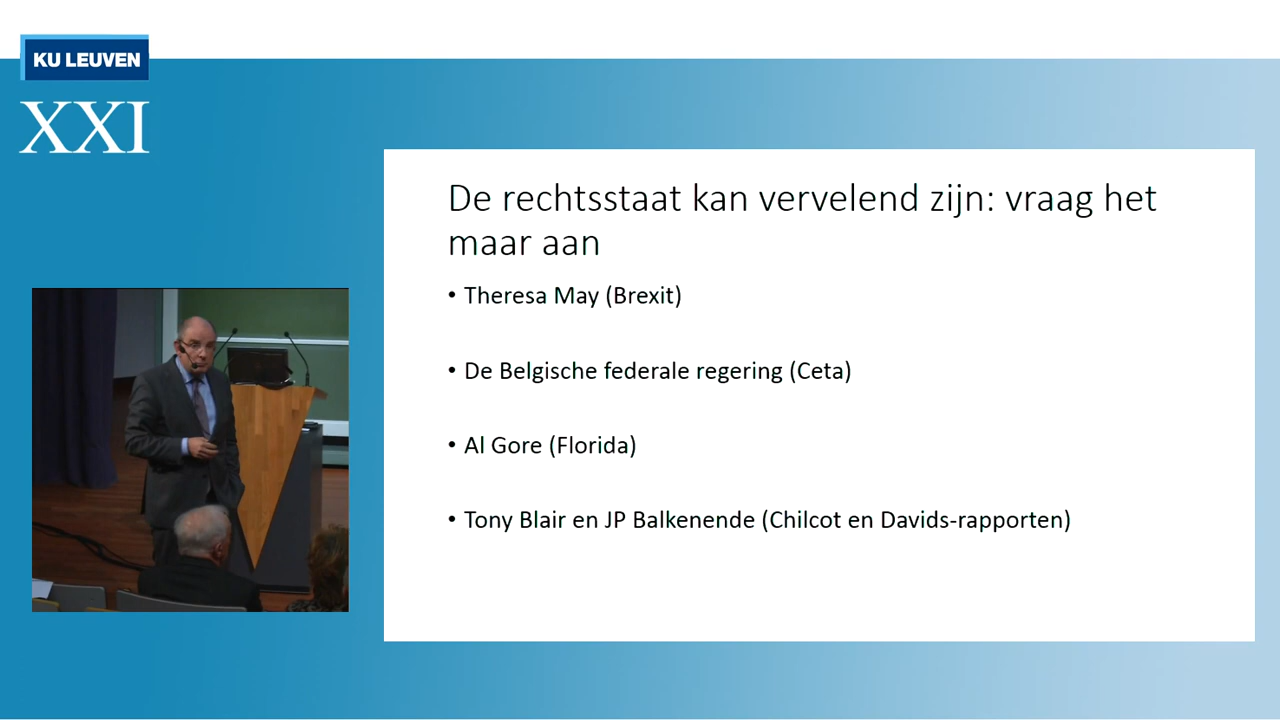 KU LEUVEN
XXI
De rechtsstaat kan vervelend zijn: vraag het
maar aan
• Theresa May (Brexit)
• De Belgische federale regering (Ceta)
• Al Gore (Florida)
• Tony Blair en JP Balkenende (Chilcot en Davids-rapporten)